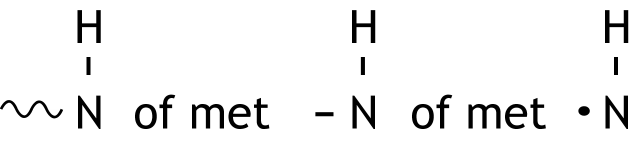 H H H
N of met - N of met • N